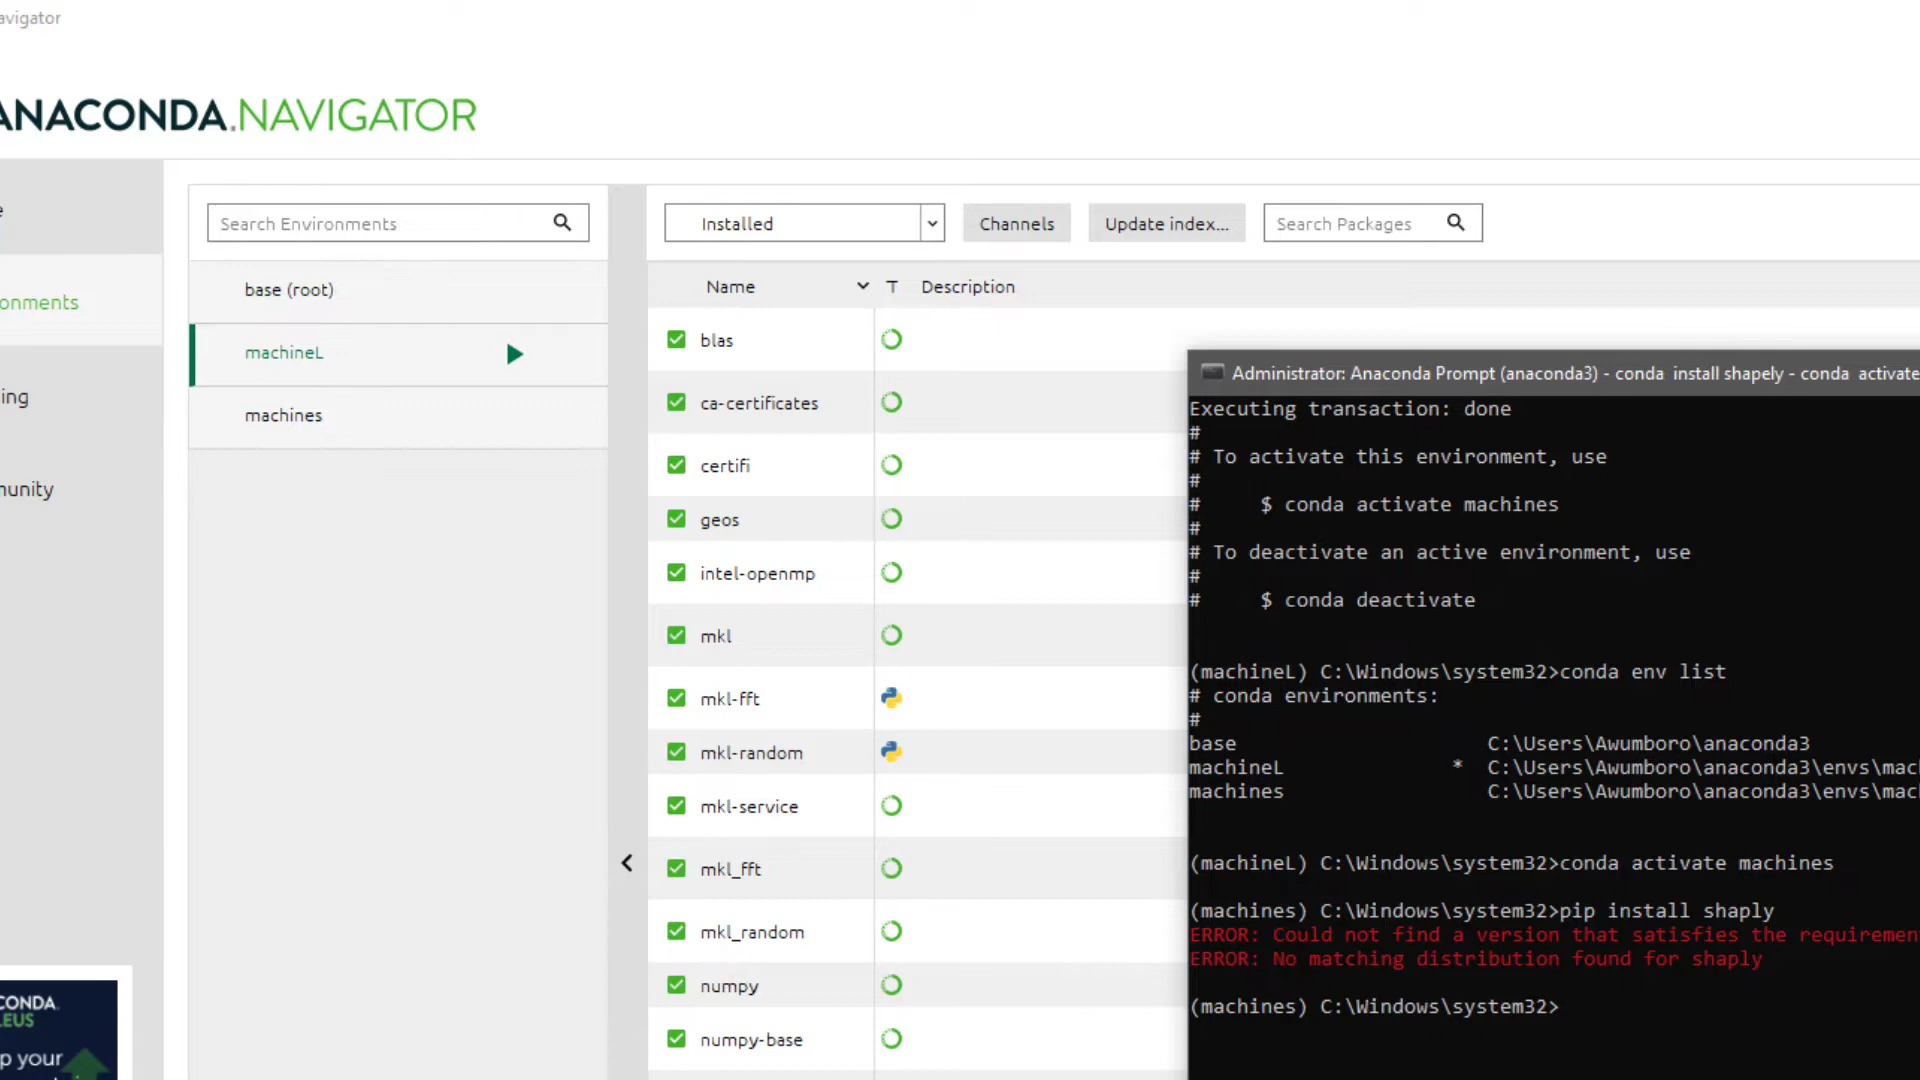 avigator
ANACONDA.NAVIGATOR
e
onments
ing
nunity
CONDA.
LEUS
p your
Search Environments
base (root)
machineL
machines
Installed
Channels
Update index...
Search Packages
Name T Description
blas
ca-certificates
certifi
geos
intel-openmp
mkl
mkl-fft
mkl-random
mkl-service
mkl_fft
mkl_random
numpy
numpy-base
Administrator: Anaconda Prompt (anaconda3) - conda install shapely - conda activate
Executing transaction: done
#
# To activate this environment, use
#
#     $ conda activate machines
#
# To deactivate an active environment, use
#
#     $ conda deactivate
(machineL) C:\Windows\system32>conda env list
# conda environments:
#
base                     C:\Users\Awumboro\anaconda3
machineL              *  C:\Users\Awumboro\anaconda3\envs\mac
machines                 C:\Users\Awumboro\anaconda3\envs\mac
(machineL) C:\Windows\system32>conda activate machines
(machines) C:\Windows\system32>pip install shaply
ERROR: Could not find a version that satisfies the requiremen
ERROR: No matching distribution found for shaply
(machines) C:\Windows\system32>